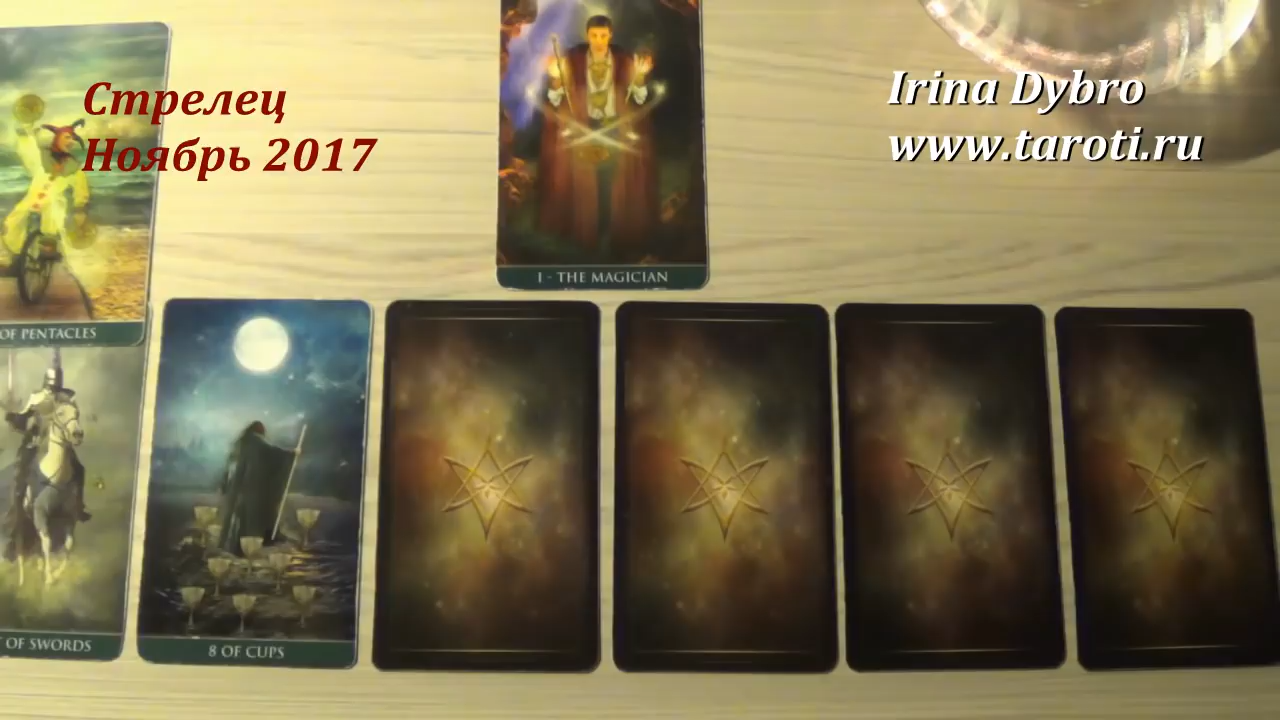 Стрелец
Ноябрь 2017
Irina Dybro
www.taroti.ru
I - THE MAGICIAN
OF PENTACLES
OF SWORDS
8 OF CUPS